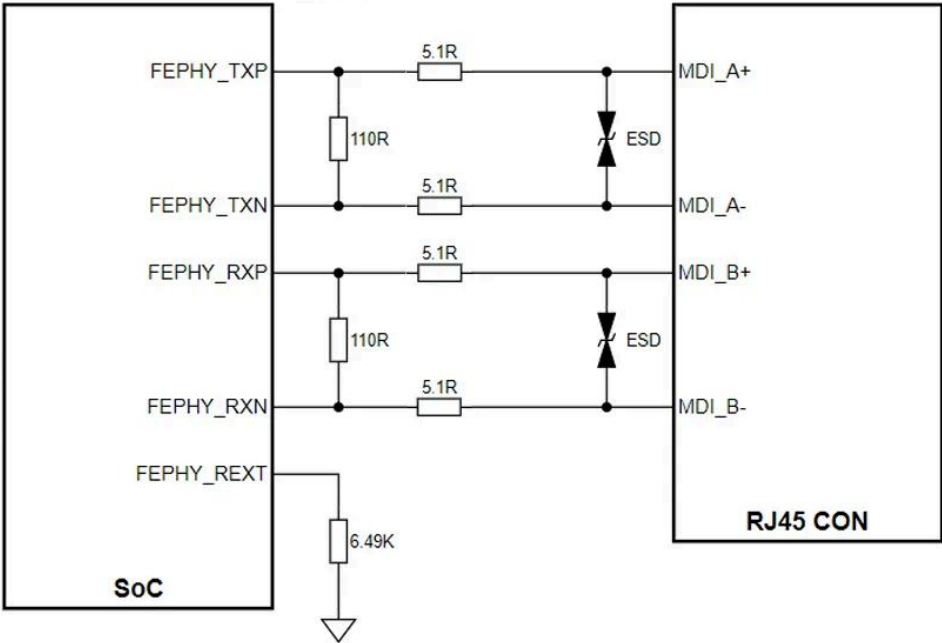 5.1R
FEPHY_TXP
MDI_A+
110R
ESD
5.1R
FEPHY_TXN
MDI_A-
5.1R
FEPHY_RXP
MDI_B+
110R
ESD
5.1R
FEPHY_RXN
MDI_B-
FEPHY_REXT
RJ45 CON
6.49K
SoC